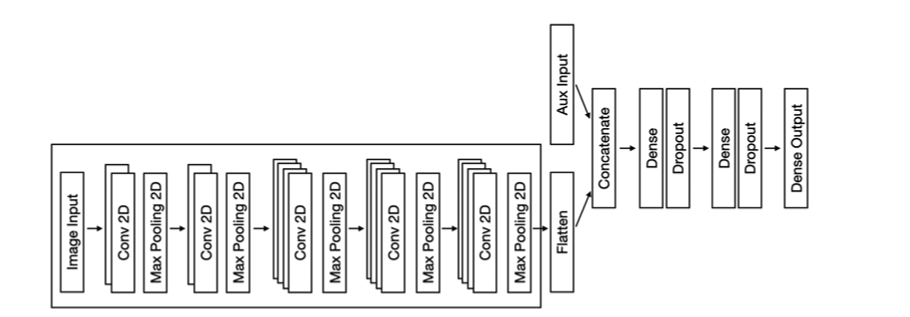 Image Input
Conv 2D
Max Pooling 2D
Conv 2D
Max Pooling 2D
Conv 2D
Max Pooling 2D
Conv 2D
Max Pooling 2D
Conv 2D
Max Pooling 2D
Flatten
Aux Input
Concatenate
Dense
Dropout
Dense
Dropout
Dense Output